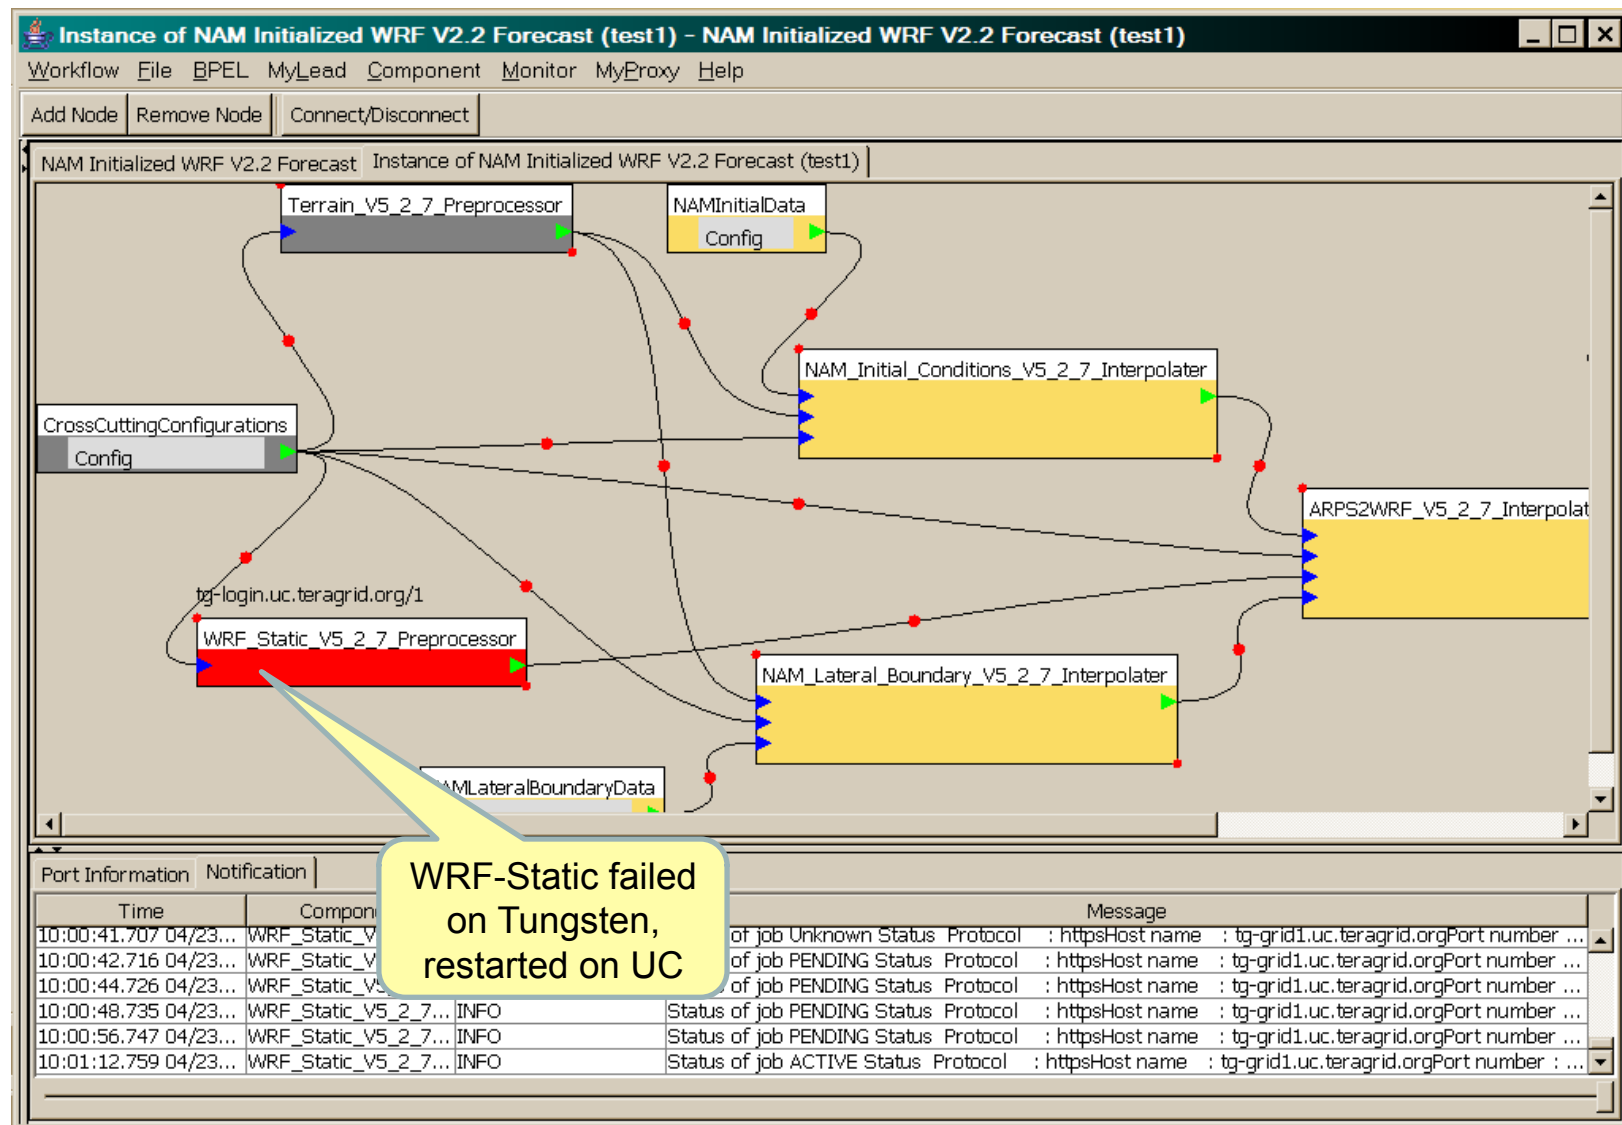 Instance of NAM Initialized WRF V2.2 Forecast (test1) – NAM Initialized WRF V2.2 Forecast (test1)
Workflow File BPEL MyLead Component Monitor MyProxy Help
Add Node Remove Node Connect/Disconnect
NAM Initialized WRF V2.2 Forecast Instance of NAM Initialized WRF V2.2 Forecast (test1)
Terrain_V5_2_7_Preprocessor
NAMInitialData
Config
NAM_Initial_Conditions_V5_2_7_Interpolater
CrossCuttingConfigurations
Config
ARPS2WRF_V5_2_7_Interpolat
tg-login.uc.teragrid.org/1
WRF_Static_V5_2_7_Preprocessor
NAM_Lateral_Boundary_V5_2_7_Interpolater
AMLateralBoundaryData
WRF-Static failed
on Tungsten,
restarted on UC
Port Information Notification
Time Compon Message
10:00:41.707 04/23... WRF_Static_V of job Unknown Status Protocol : httpsHost name : tg-grid1.uc.teragrid.orgPort number ...
10:00:42.716 04/23... WRF_Static_V of job PENDING Status Protocol : httpsHost name : tg-grid1.uc.teragrid.orgPort number ...
10:00:44.726 04/23... WRF_Static_V5 of job PENDING Status Protocol : httpsHost name : tg-grid1.uc.teragrid.orgPort number ...
10:00:48.735 04/23... WRF_Static_V5_2_7... INFO Status of job PENDING Status Protocol : httpsHost name : tg-grid1.uc.teragrid.orgPort number ...
10:00:56.747 04/23... WRF_Static_V5_2_7... INFO Status of job PENDING Status Protocol : httpsHost name : tg-grid1.uc.teragrid.orgPort number ...
10:01:12.759 04/23... WRF_Static_V5_2_7... INFO Status of job ACTIVE Status Protocol : httpsHost name : tg-grid1.uc.teragrid.orgPort number : ...